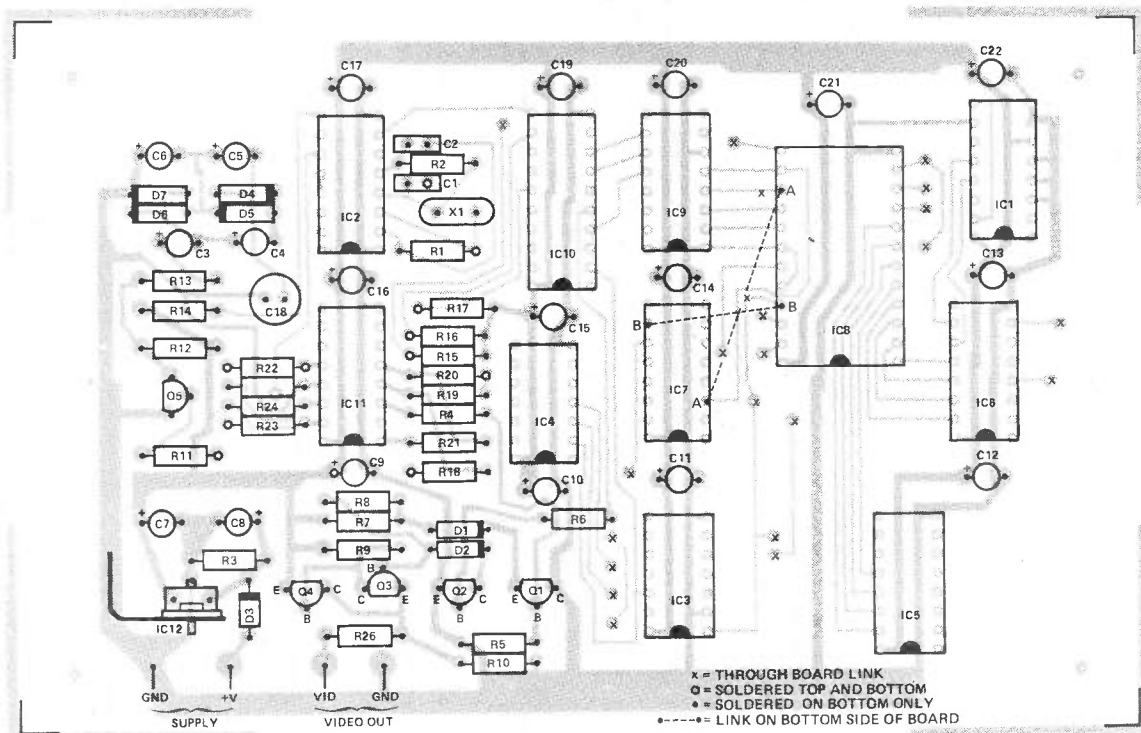 C22
C17
C19
C20
C21
C2
C6
C5
R2
C1
D7
D4
A
D6
D5
X1
IC2
IC9
IC1
C3
C4
R1
IC10
R13
C16
C14
C13
R14
C18
R17
C15
B
B
R16
IC8
R12
R15
R22
R20
Q5
R19
IC7
R24
IC11
R4
A
IC6
R23
IC4
R21
R11
R18
C9
C11
C12
C10
R8
C7
C8
R7
R6
D1
R9
D2
R3
B
E Q4 C
C Q3 E
E Q2 C
E Q1 C
IC3
IC5
D3
B
B
B
IC12
R26
R5
R10
GND
+V
VID
GND
SUPPLY
VIDEO OUT
x = THROUGH BOARD LINK
o = SOLDERED TOP AND BOTTOM
• = SOLDERED ON BOTTOM ONLY
•----• = LINK ON BOTTOM SIDE OF BOARD